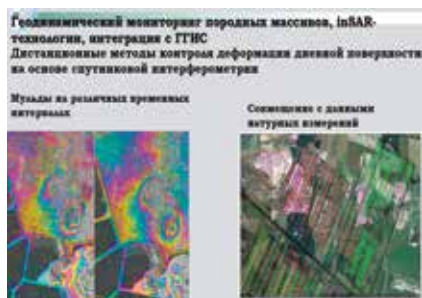 Геодинамический мониторинг породных массивов, inSAR-
технологии, интеграция с ГГИС
Дистанционные методы контроля деформации дневной поверхности
на основе спутниковой интерферометрии
Мульды на различных временных
интервалах
Совмещение с данными
натурных измерений